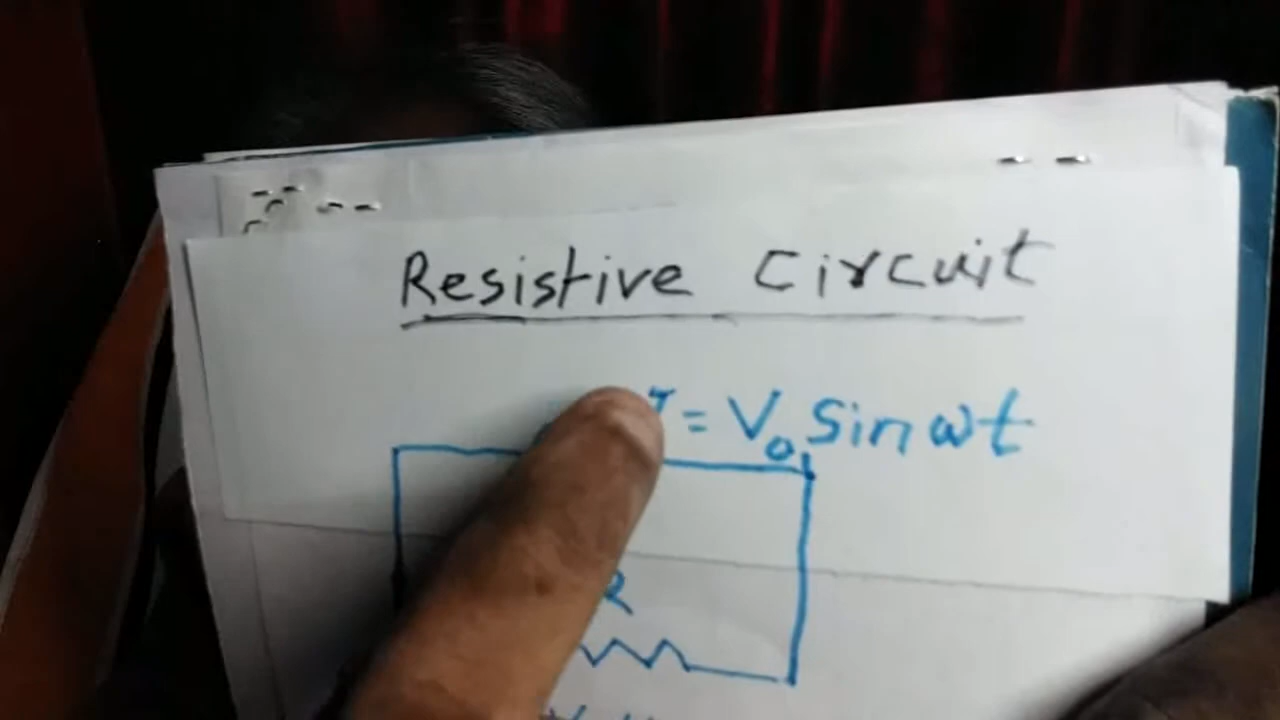 Resistive Circuit
= V₀ Sin ωt
R